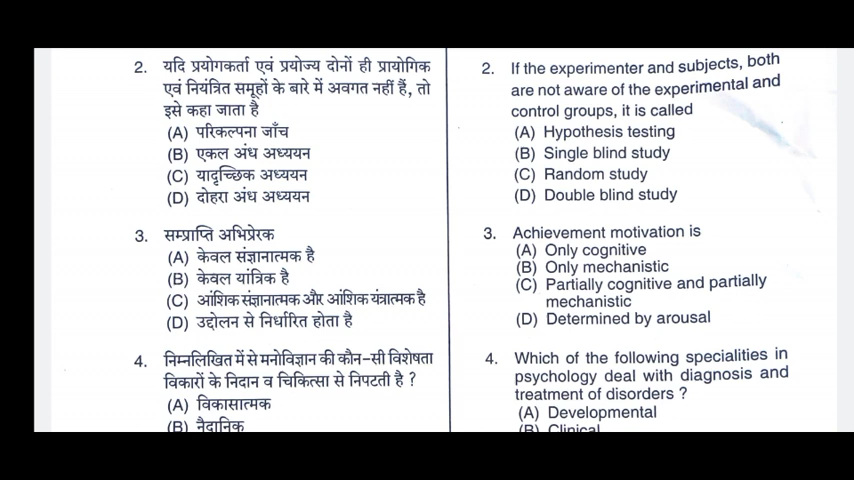 2. यदि प्रयोगकर्ता एवं प्रयोज्य दोनों ही प्रायोगिक
एवं नियंत्रित समूहों के बारे में अवगत नहीं हैं, तो
इसे कहा जाता है
(A) परिकल्पना जाँच
(B) एकल अंध अध्ययन
(C) यादृच्छिक अध्ययन
(D) दोहरा अंध अध्ययन
3. सम्प्राप्ति अभिप्रेरक
(A) केवल संज्ञानात्मक है
(B) केवल यांत्रिक है
(C) आंशिक संज्ञानात्मक और आंशिक यंत्रात्मक है
(D) उद्दोलन से निर्धारित होता है
4. निम्नलिखित में से मनोविज्ञान की कौन-सी विशेषता
विकारों के निदान व चिकित्सा से निपटती है ?
(A) विकासात्मक
(B) नैदानिक
2. If the experimenter and subjects, both
are not aware of the experimental and
control groups, it is called
(A) Hypothesis testing
(B) Single blind study
(C) Random study
(D) Double blind study
3. Achievement motivation is
(A) Only cognitive
(B) Only mechanistic
(C) Partially cognitive and partially
mechanistic
(D) Determined by arousal
4. Which of the following specialities in
psychology deal with diagnosis and
treatment of disorders ?
(A) Developmental
(B) Clinical